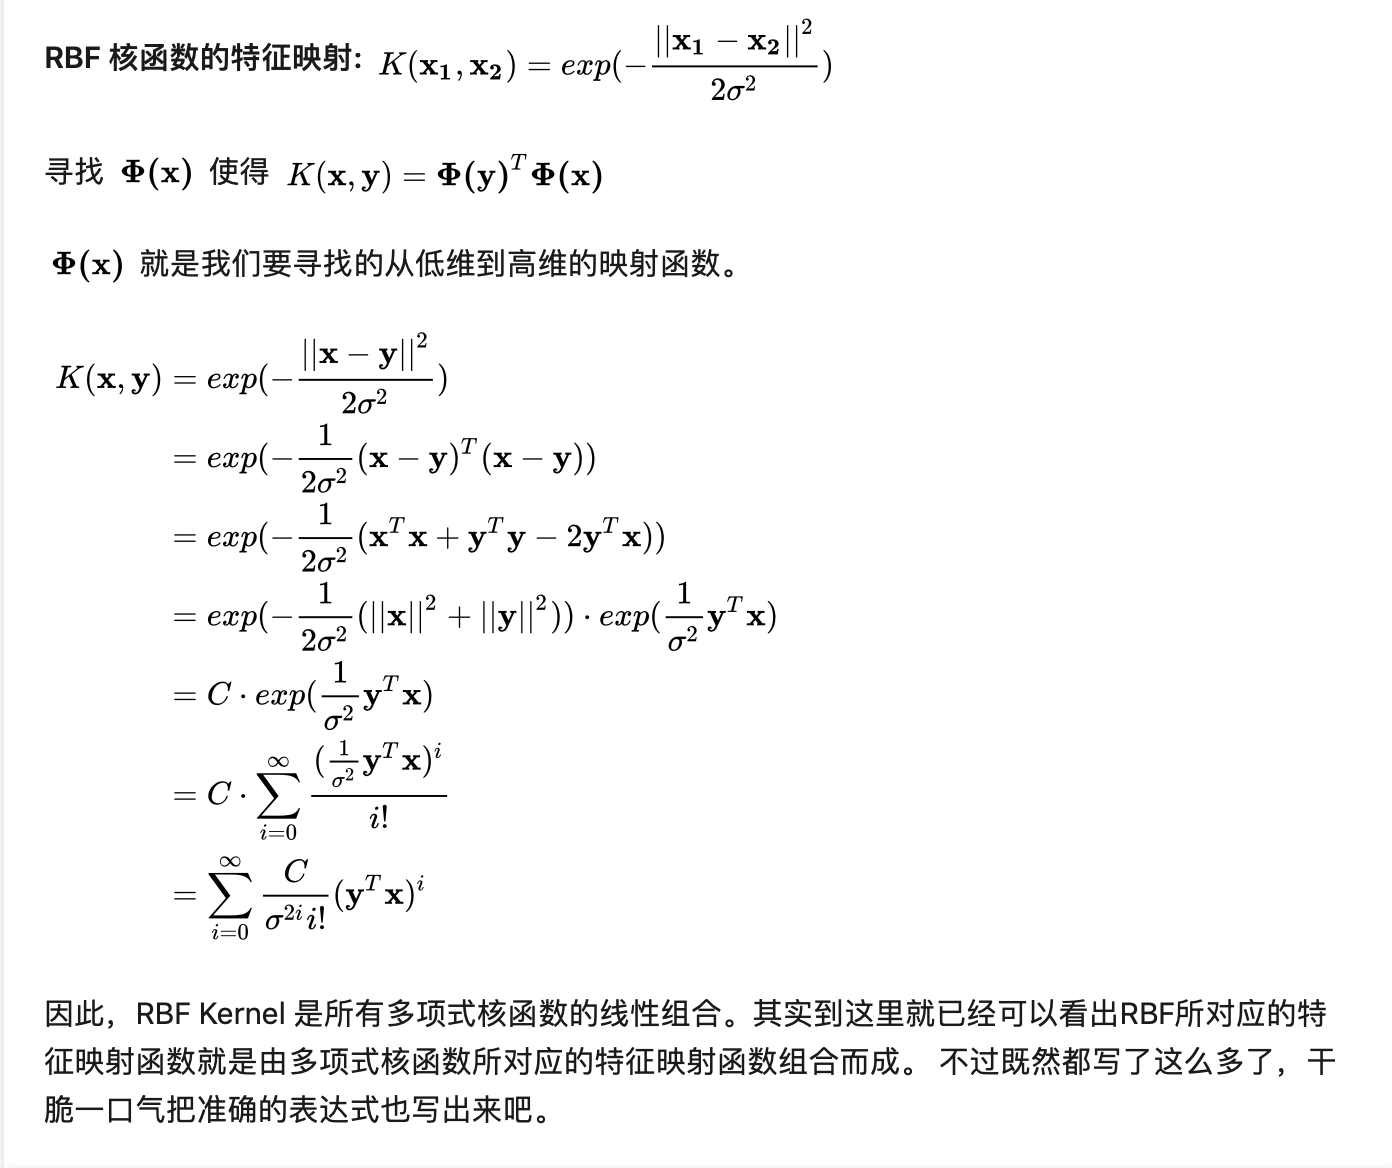 RBF 核函数的特征映射: $K(\mathbf{x_1}, \mathbf{x_2}) = exp(-\frac{||\mathbf{x_1} - \mathbf{x_2}||^2}{2\sigma^2})$
寻找 $\mathbf{\Phi(x)}$ 使得 $K(\mathbf{x}, \mathbf{y}) = \mathbf{\Phi(y)}^T \mathbf{\Phi(x)}$
$\mathbf{\Phi(x)}$ 就是我们要寻找的从低维到高维的映射函数。
$K(\mathbf{x}, \mathbf{y}) = exp(-\frac{||\mathbf{x} - \mathbf{y}||^2}{2\sigma^2})$
$= exp(-\frac{1}{2\sigma^2}(\mathbf{x} - \mathbf{y})^T(\mathbf{x} - \mathbf{y}))$
$= exp(-\frac{1}{2\sigma^2}(\mathbf{x}^T\mathbf{x} + \mathbf{y}^T\mathbf{y} - 2\mathbf{y}^T\mathbf{x}))$
$= exp(-\frac{1}{2\sigma^2}(||\mathbf{x}||^2 + ||\mathbf{y}||^2)) \cdot exp(\frac{1}{\sigma^2}\mathbf{y}^T\mathbf{x})$
$= C \cdot exp(\frac{1}{\sigma^2}\mathbf{y}^T\mathbf{x})$
$= C \cdot \sum_{i=0}^{\infty} \frac{(\frac{1}{\sigma^2}\mathbf{y}^T\mathbf{x})^i}{i!}$
$= \sum_{i=0}^{\infty} \frac{C}{\sigma^{2i}i!}(\mathbf{y}^T\mathbf{x})^i$
因此，RBF Kernel 是所有多项式核函数的线性组合。其实到这里就已经可以看出RBF所对应的特
征映射函数就是由多项式核函数所对应的特征映射函数组合而成。 不过既然都写了这么多了，干
脆一口气把准确的表达式也写出来吧。